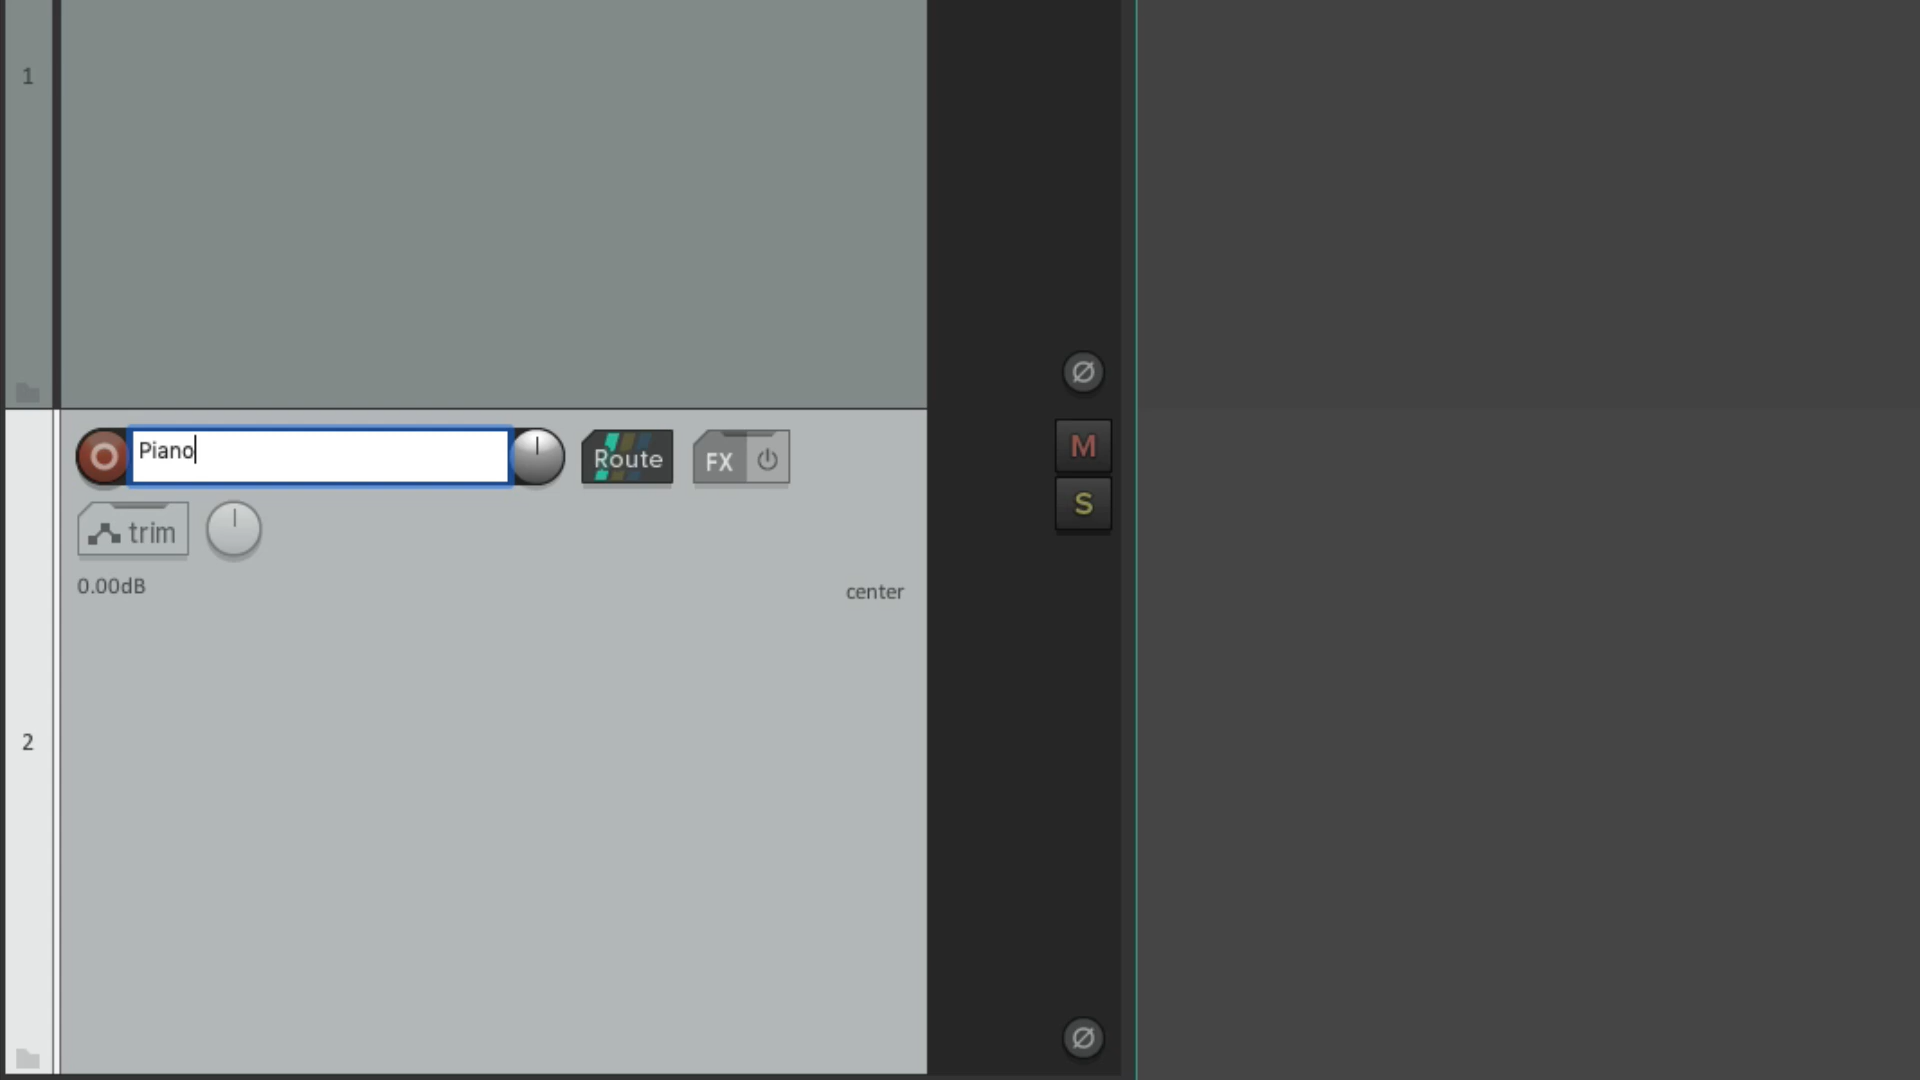 1
Piano
Route
FX
M
S
trim
0.00dB
center
2